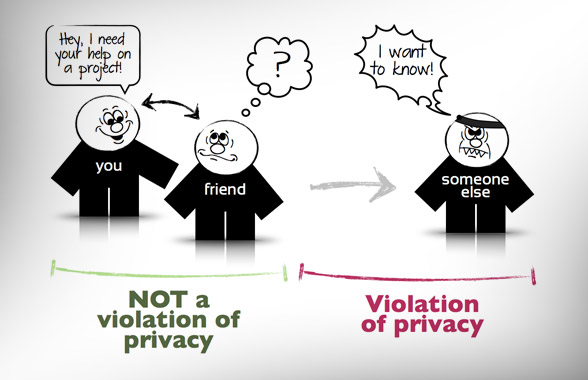 Hey, I need
your help on
a project!
?
I want
to know!
you
friend
someone
else
NOT a
violation of
privacy
Violation
of privacy